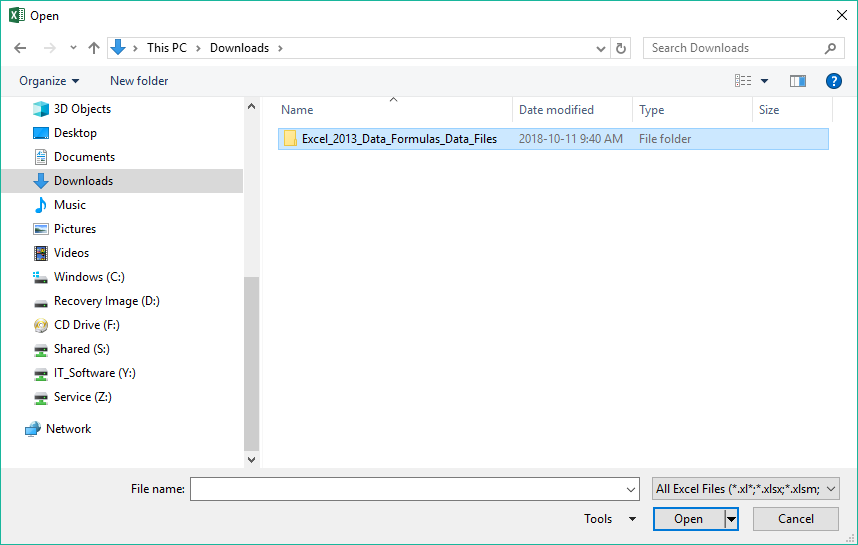 Open
This PC > Downloads >
Search Downloads
Organize
New folder
3D Objects
Desktop
Documents
Downloads
Music
Pictures
Videos
Windows (C:)
Recovery Image (D:)
CD Drive (F:)
Shared (S:)
IT_Software (Y:)
Service (Z:)
Network
Name Date modified Type Size
Excel_2013_Data_Formulas_Data_Files 2018-10-11 9:40 AM File folder
File name:
All Excel Files (*.xl*;*.xlsx;*.xlsm;
Tools Open Cancel